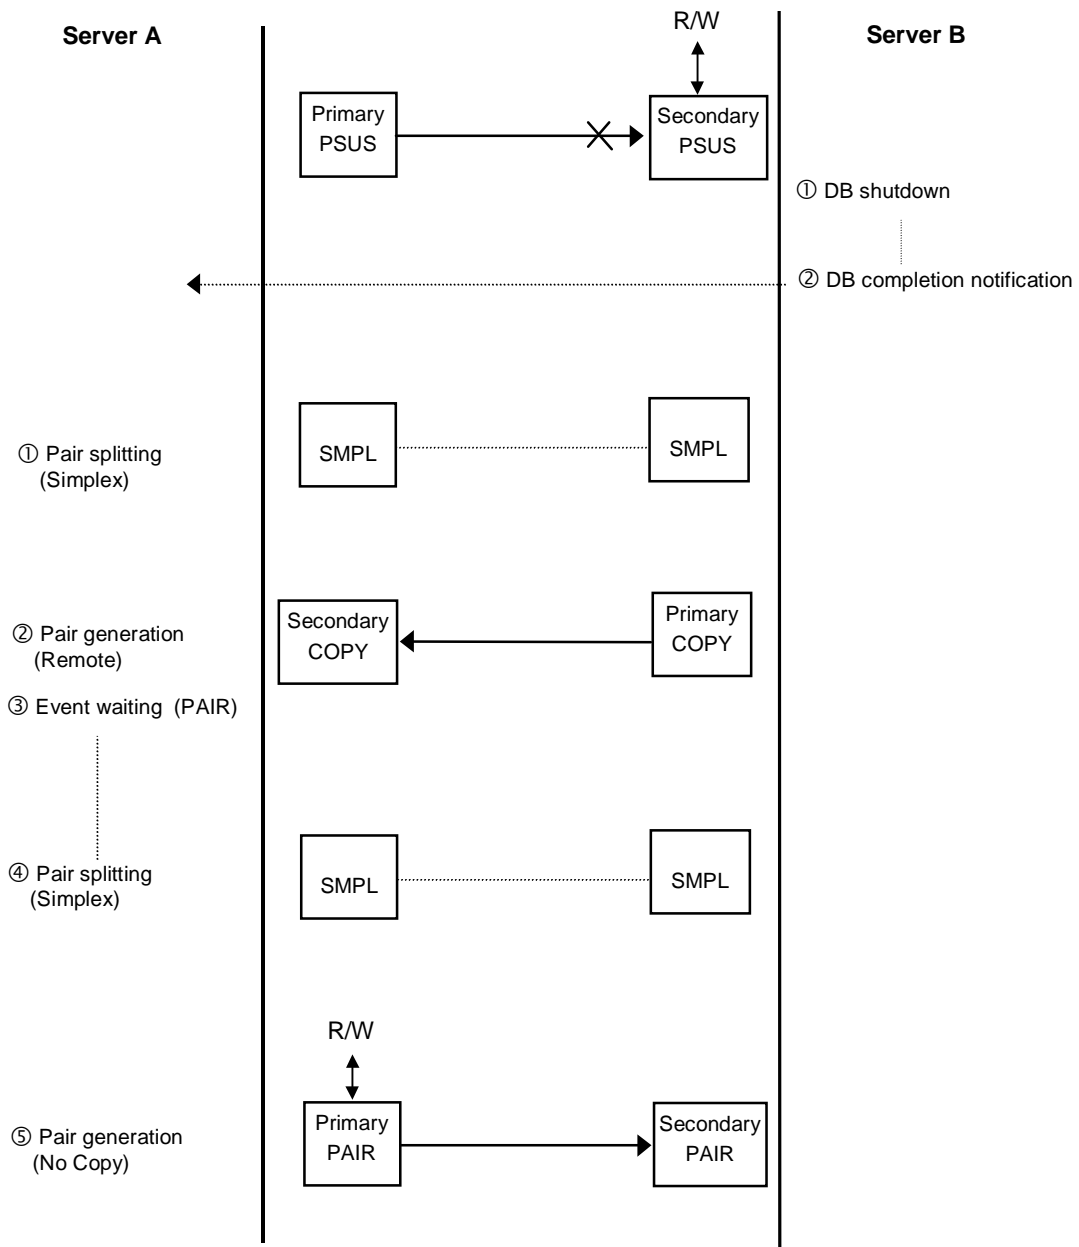 R/W
Server A
Server B
Primary
PSUS
Secondary
PSUS
① DB shutdown
② DB completion notification
① Pair splitting
(Simplex)
SMPL
SMPL
② Pair generation
(Remote)
Secondary
COPY
Primary
COPY
③ Event waiting (PAIR)
④ Pair splitting
(Simplex)
SMPL
SMPL
R/W
⑤ Pair generation
(No Copy)
Primary
PAIR
Secondary
PAIR